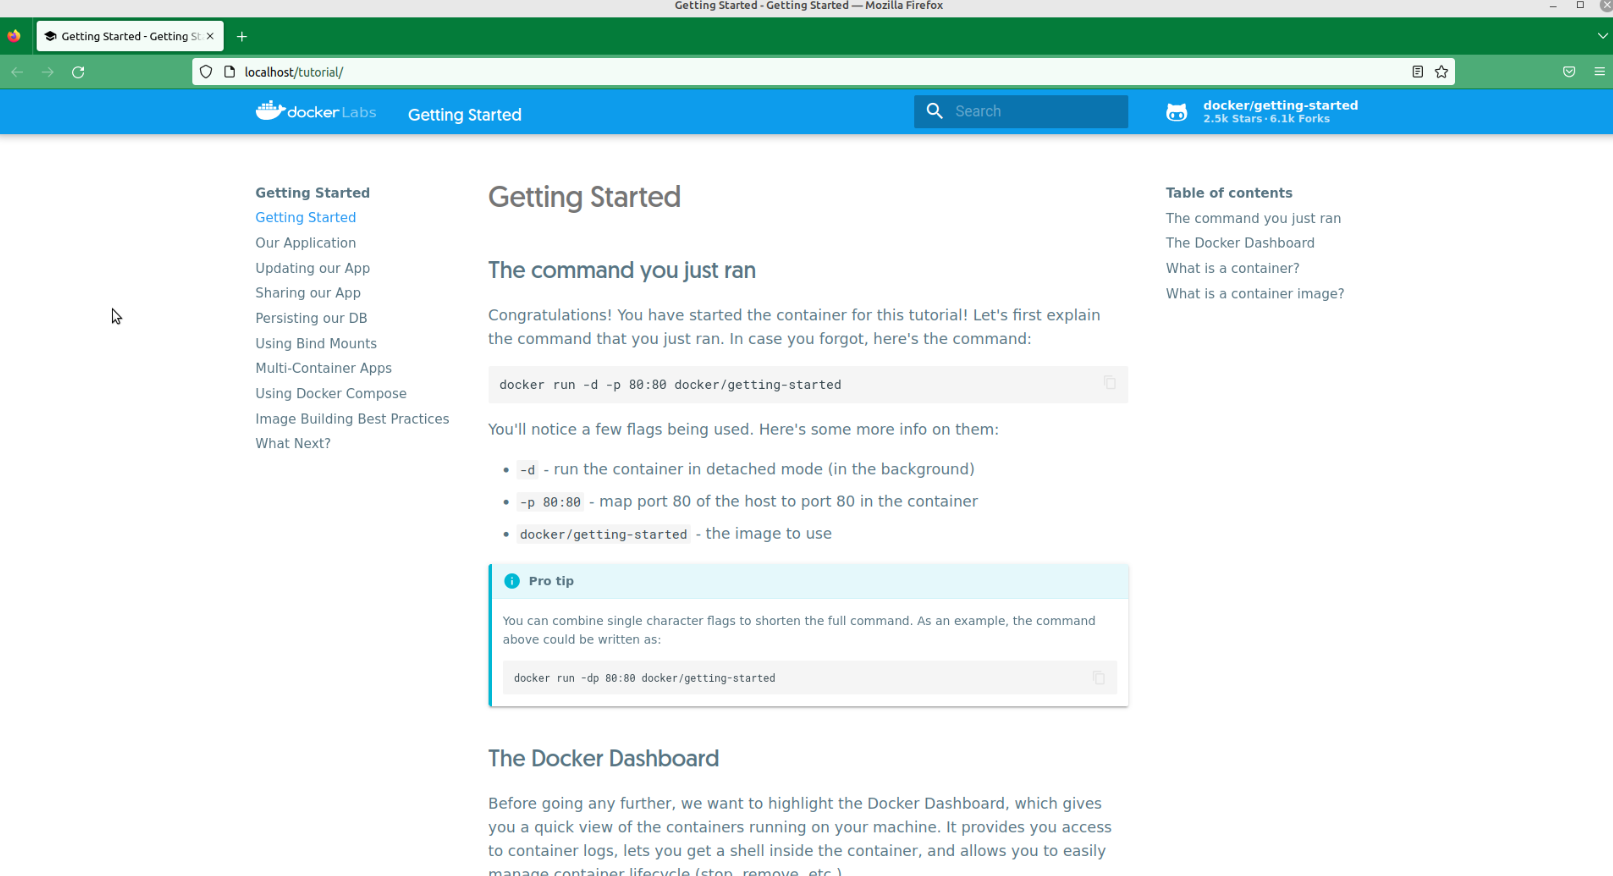 Getting Started - Getting Started — Mozilla Firefox
Getting Started - Getting St
localhost/tutorial/
docker Labs
Getting Started
Search
docker/getting-started
2.5k Stars · 6.1k Forks
Getting Started
Getting Started
Our Application
Updating our App
Sharing our App
Persisting our DB
Using Bind Mounts
Multi-Container Apps
Using Docker Compose
Image Building Best Practices
What Next?
Getting Started
The command you just ran
Congratulations! You have started the container for this tutorial! Let's first explain
the command that you just ran. In case you forgot, here's the command:
docker run -d -p 80:80 docker/getting-started
You'll notice a few flags being used. Here's some more info on them:
• -d - run the container in detached mode (in the background)
• -p 80:80 - map port 80 of the host to port 80 in the container
• docker/getting-started - the image to use
Pro tip
You can combine single character flags to shorten the full command. As an example, the command
above could be written as:
docker run -dp 80:80 docker/getting-started
The Docker Dashboard
Before going any further, we want to highlight the Docker Dashboard, which gives
you a quick view of the containers running on your machine. It provides you access
to container logs, lets you get a shell inside the container, and allows you to easily
manage container lifecycle (stop, remove, etc.)
Table of contents
The command you just ran
The Docker Dashboard
What is a container?
What is a container image?